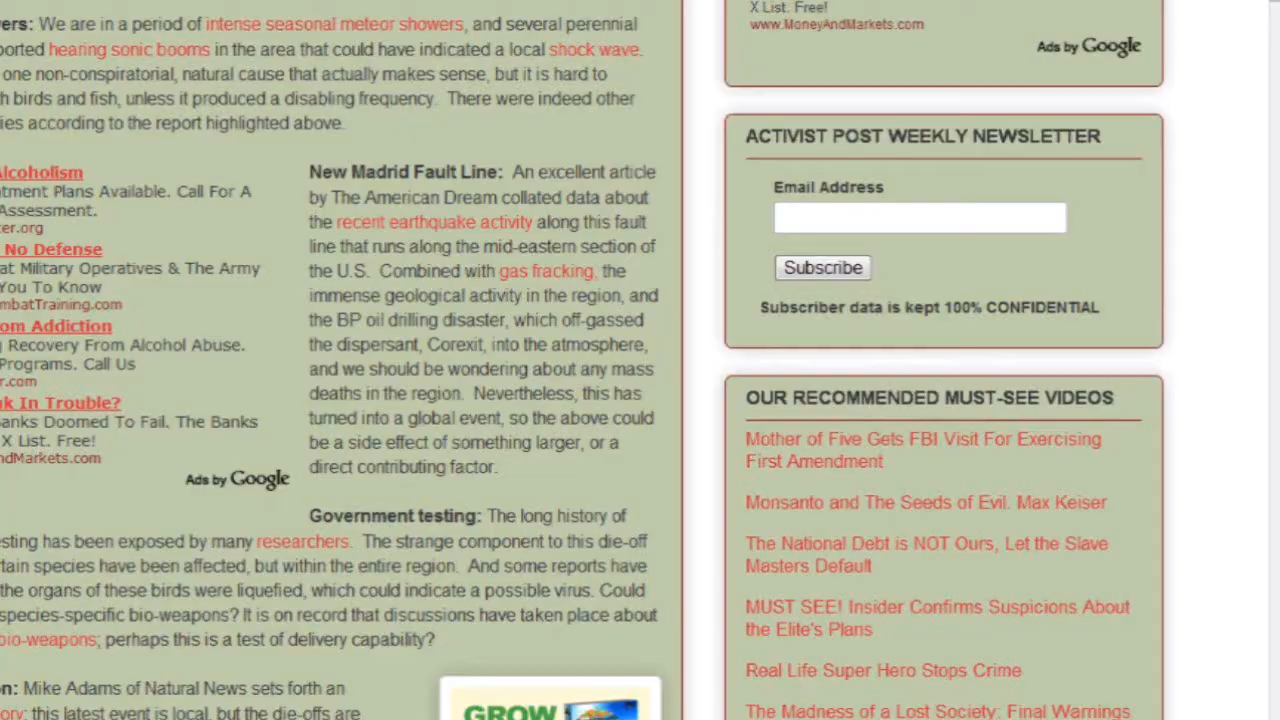 ers: We are in a period of intense seasonal meteor showers, and several perennial
ported hearing sonic booms in the area that could have indicated a local shock wave.
one non-conspiratorial, natural cause that actually makes sense, but it is hard to
h birds and fish, unless it produced a disabling frequency. There were indeed other
ies according to the report highlighted above.
Alcoholism
atment Plans Available. Call For A
Assessment.
ter.org
No Defense
at Military Operatives & The Army
You To Know
mbatTraining.com
om Addiction
g Recovery From Alcohol Abuse.
Programs. Call Us
r.com
nk In Trouble?
Banks Doomed To Fail. The Banks
X List. Free!
ndMarkets.com
Ads by Google
New Madrid Fault Line: An excellent article
by The American Dream collated data about
the recent earthquake activity along this fault
line that runs along the mid-eastern section of
the U.S. Combined with gas fracking, the
immense geological activity in the region, and
the BP oil drilling disaster, which off-gassed
the dispersant, Corexit, into the atmosphere,
and we should be wondering about any mass
deaths in the region. Nevertheless, this has
turned into a global event, so the above could
be a side effect of something larger, or a
direct contributing factor.
Government testing: The long history of
esting has been exposed by many researchers. The strange component to this die-off
rtain species have been affected, but within the entire region. And some reports have
the organs of these birds were liquefied, which could indicate a possible virus. Could
species-specific bio-weapons? It is on record that discussions have taken place about
bio-weapons; perhaps this is a test of delivery capability?
on: Mike Adams of Natural News sets forth an
ory: this latest event is local, but the die-offs are
GROW
X List. Free!
www.MoneyAndMarkets.com
Ads by Google
ACTIVIST POST WEEKLY NEWSLETTER
Email Address
Subscribe
Subscriber data is kept 100% CONFIDENTIAL
OUR RECOMMENDED MUST-SEE VIDEOS
Mother of Five Gets FBI Visit For Exercising
First Amendment
Monsanto and The Seeds of Evil. Max Keiser
The National Debt is NOT Ours, Let the Slave
Masters Default
MUST SEE! Insider Confirms Suspicions About
the Elite's Plans
Real Life Super Hero Stops Crime
The Madness of a Lost Society: Final Warnings